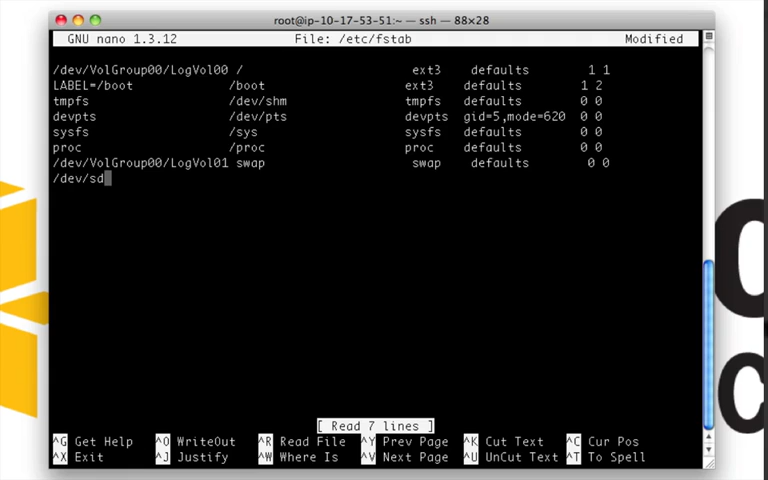 root@ip-10-17-53-51:~ — ssh — 88×28
GNU nano 1.3.12 File: /etc/fstab Modified
/dev/VolGroup00/LogVol00 / ext3 defaults 1 1
LABEL=/boot /boot ext3 defaults 1 2
tmpfs /dev/shm tmpfs defaults 0 0
devpts /dev/pts devpts gid=5,mode=620 0 0
sysfs /sys sysfs defaults 0 0
proc /proc proc defaults 0 0
/dev/VolGroup00/LogVol01 swap swap defaults 0 0
/dev/sd
[ Read 7 lines ]
^G Get Help ^O WriteOut ^R Read File ^Y Prev Page ^K Cut Text ^C Cur Pos
^X Exit ^J Justify ^W Where Is ^V Next Page ^U UnCut Text ^T To Spell